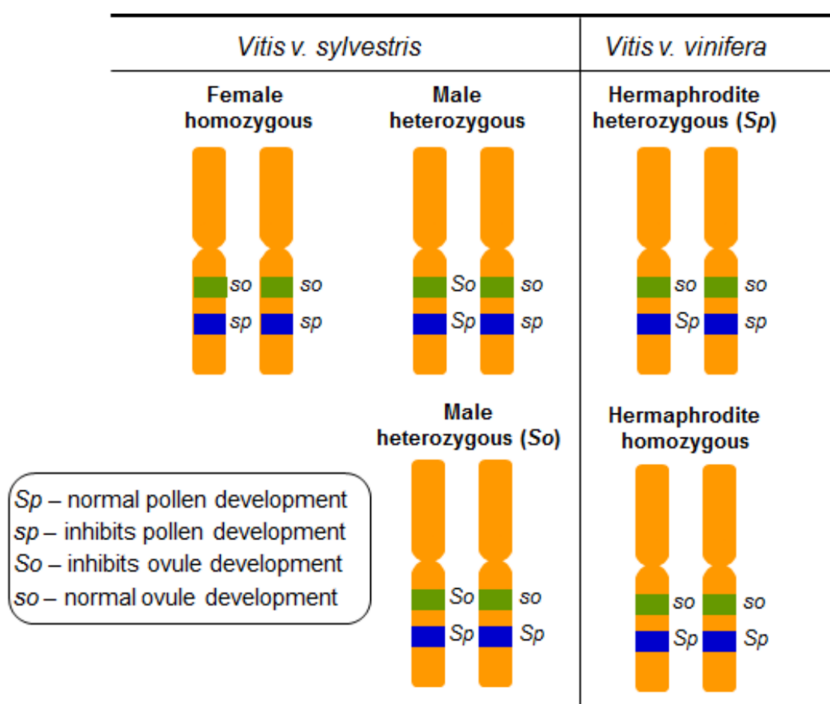 Vitis v. sylvestris
Vitis v. vinifera
Female
homozygous
Male
heterozygous
Hermaphrodite
heterozygous (Sp)
so so
sp sp
So so
Sp sp
so so
Sp sp
Male
heterozygous (So)
Hermaphrodite
homozygous
So so
Sp Sp
so so
Sp Sp
Sp – normal pollen development
sp – inhibits pollen development
So – inhibits ovule development
so – normal ovule development